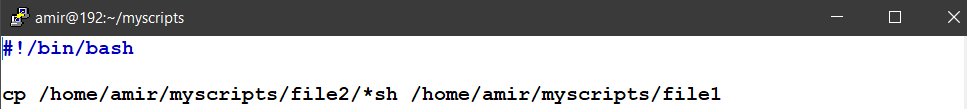 amir@192:~/myscripts
#!/bin/bash
cp /home/amir/myscripts/file2/*sh /home/amir/myscripts/file1